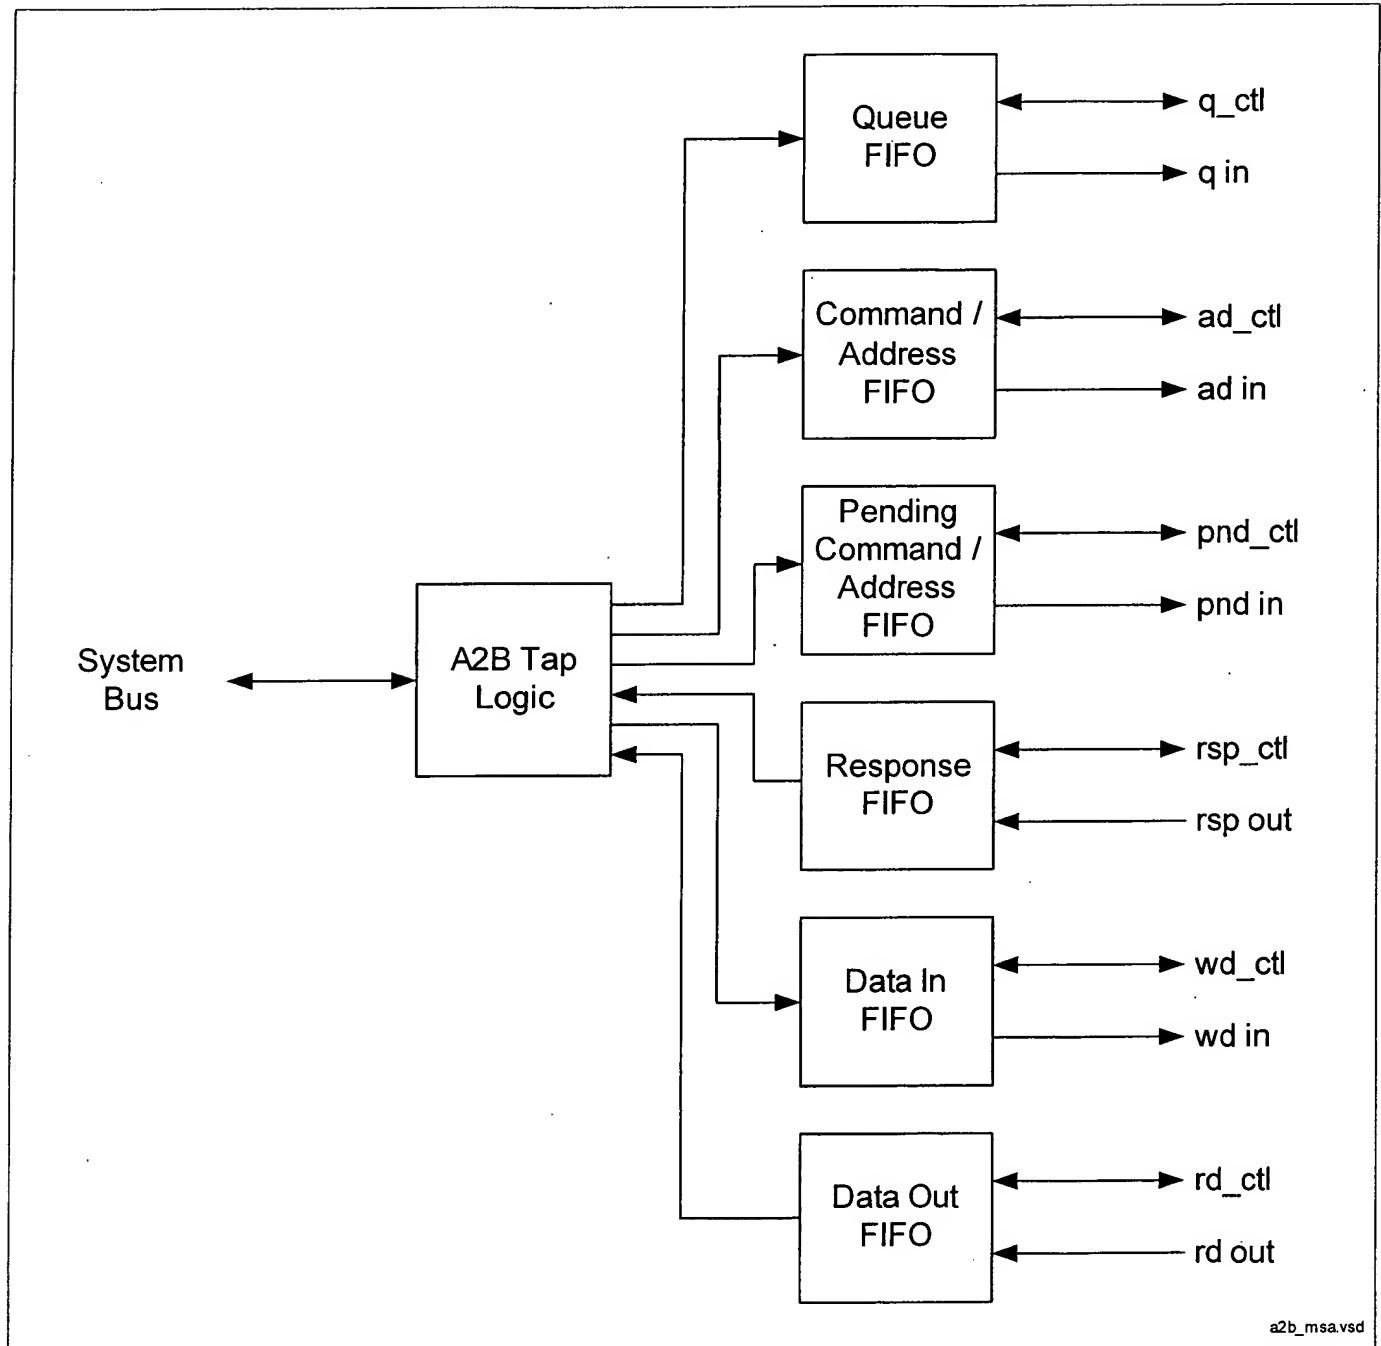 Queue
FIFO
q_ctl
q in
Command /
Address
FIFO
ad_ctl
ad in
Pending
Command /
Address
FIFO
pnd_ctl
pnd in
System
Bus
A2B Tap
Logic
Response
FIFO
rsp_ctl
rsp out
Data In
FIFO
wd_ctl
wd in
Data Out
FIFO
rd_ctl
rd out
a2b_msa.vsd